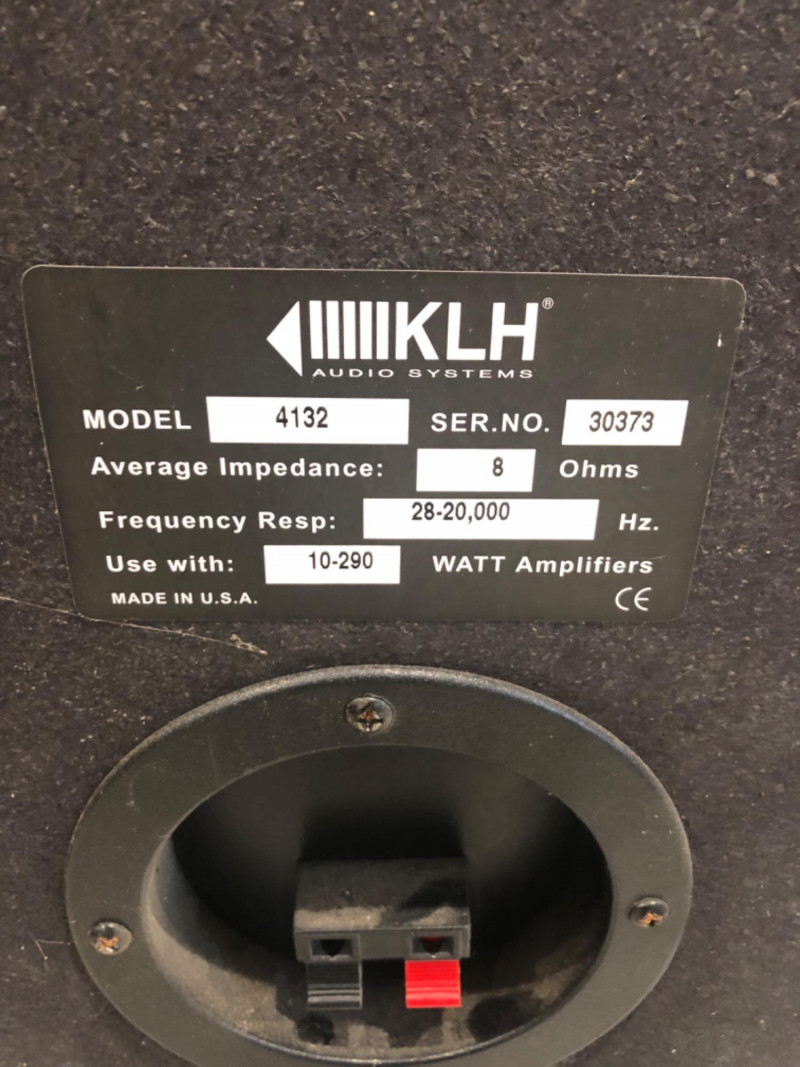 KLH®
AUDIO SYSTEMS
MODEL 4132 SER.NO. 30373
Average Impedance: 8 Ohms
Frequency Resp: 28-20,000 Hz.
Use with: 10-290 WATT Amplifiers
MADE IN U.S.A. CE